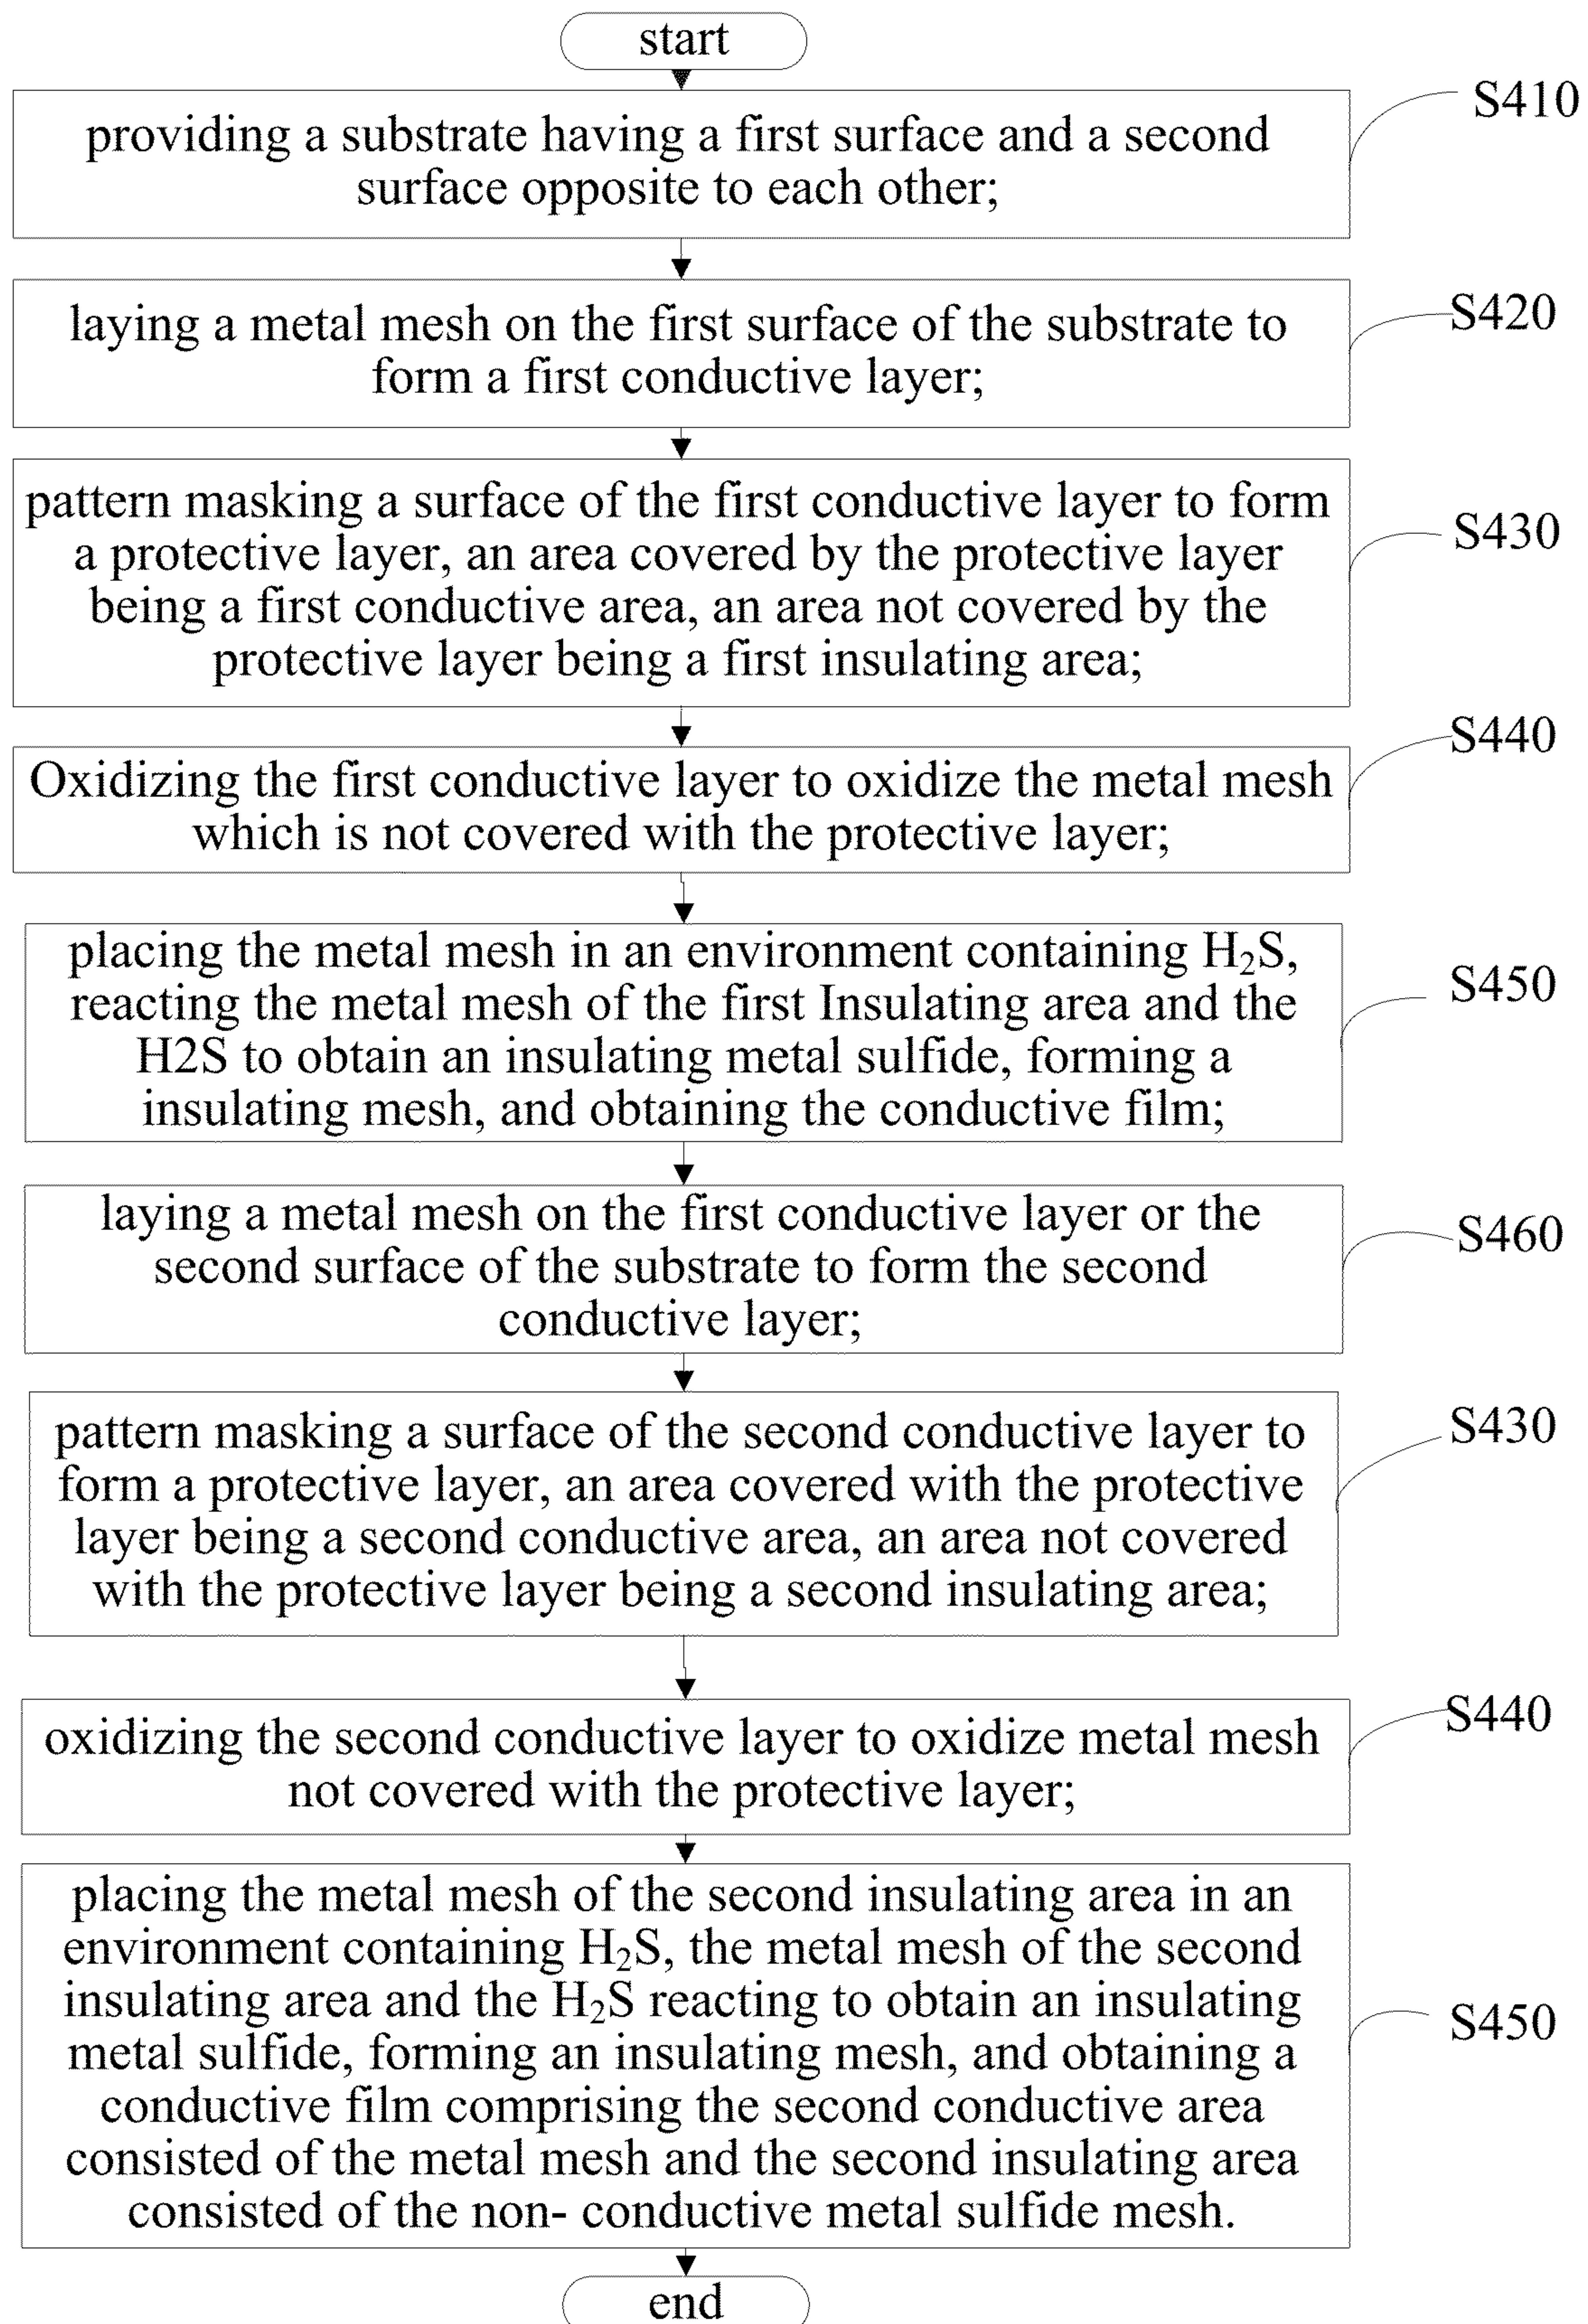 start
S410
providing a substrate having a first surface and a second
surface opposite to each other;
S420
laying a metal mesh on the first surface of the substrate to
form a first conductive layer;
S430
pattern masking a surface of the first conductive layer to form
a protective layer, an area covered by the protective layer
being a first conductive area, an area not covered by the
protective layer being a first insulating area;
S440
Oxidizing the first conductive layer to oxidize the metal mesh
which is not covered with the protective layer;
S450
placing the metal mesh in an environment containing H₂S,
reacting the metal mesh of the first Insulating area and the
H2S to obtain an insulating metal sulfide, forming a
insulating mesh, and obtaining the conductive film;
S460
laying a metal mesh on the first conductive layer or the
second surface of the substrate to form the second
conductive layer;
S430
pattern masking a surface of the second conductive layer to
form a protective layer, an area covered with the protective
layer being a second conductive area, an area not covered
with the protective layer being a second insulating area;
S440
oxidizing the second conductive layer to oxidize metal mesh
not covered with the protective layer;
S450
placing the metal mesh of the second insulating area in an
environment containing H₂S, the metal mesh of the second
insulating area and the H₂S reacting to obtain an insulating
metal sulfide, forming an insulating mesh, and obtaining a
conductive film comprising the second conductive area
consisted of the metal mesh and the second insulating area
consisted of the non- conductive metal sulfide mesh.
end